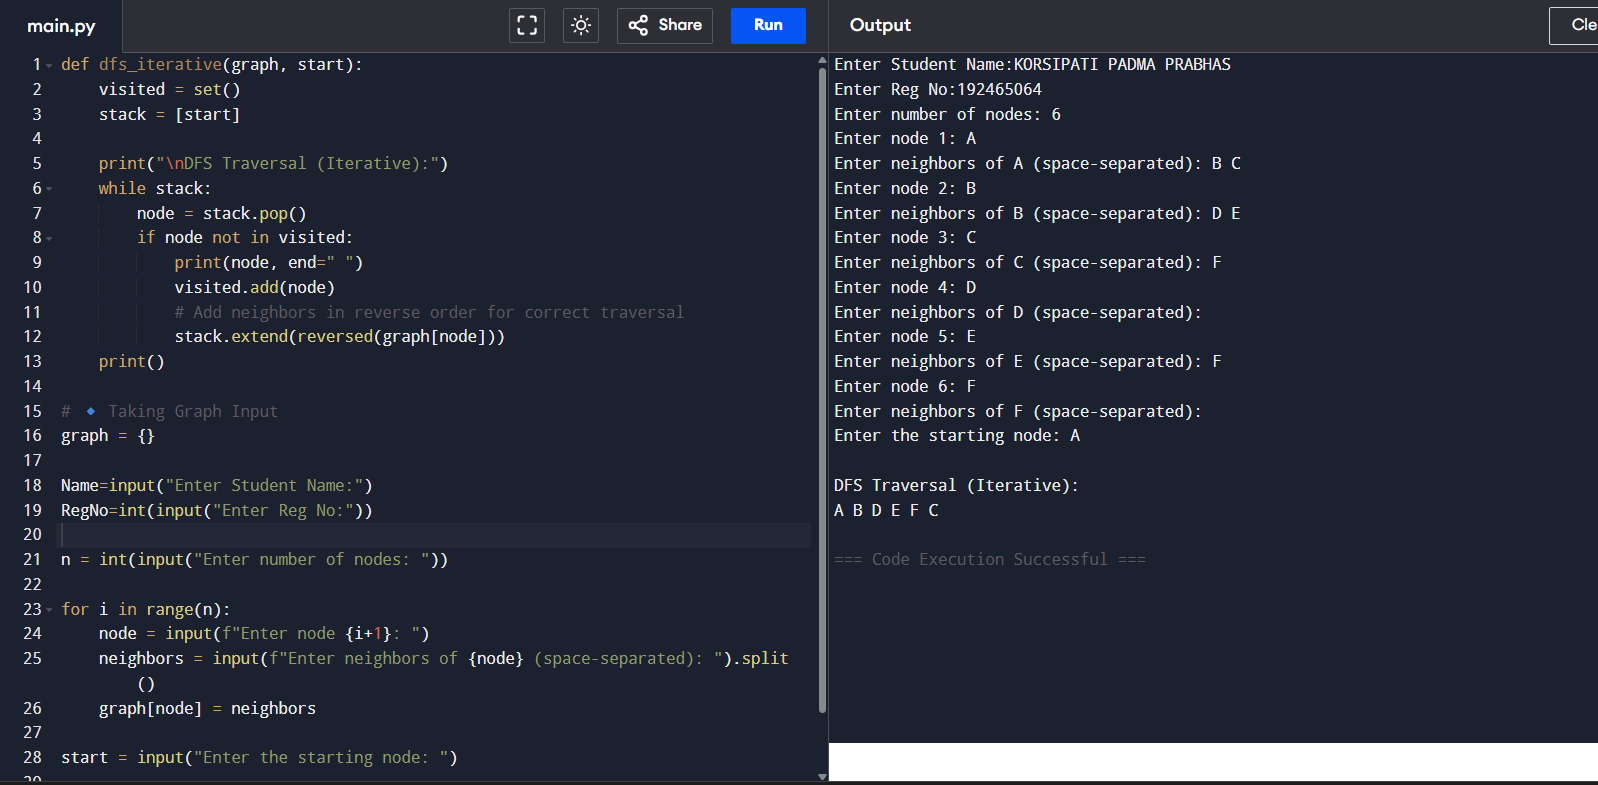 main.py
Share
Run
Output
1 def dfs_iterative(graph, start):
2     visited = set()
3     stack = [start]
4
5     print("\nDFS Traversal (Iterative):")
6     while stack:
7         node = stack.pop()
8         if node not in visited:
9             print(node, end=" ")
10             visited.add(node)
11             # Add neighbors in reverse order for correct traversal
12             stack.extend(reversed(graph[node]))
13     print()
14
15 # 🔹 Taking Graph Input
16 graph = {}
17
18 Name=input("Enter Student Name:")
19 RegNo=int(input("Enter Reg No:"))
20
21 n = int(input("Enter number of nodes: "))
22
23 for i in range(n):
24     node = input(f"Enter node {i+1}: ")
25     neighbors = input(f"Enter neighbors of {node} (space-separated): ").split
()
26     graph[node] = neighbors
27
28 start = input("Enter the starting node: ")
Enter Student Name:KORSIPATI PADMA PRABHAS
Enter Reg No:192465064
Enter number of nodes: 6
Enter node 1: A
Enter neighbors of A (space-separated): B C
Enter node 2: B
Enter neighbors of B (space-separated): D E
Enter node 3: C
Enter neighbors of C (space-separated): F
Enter node 4: D
Enter neighbors of D (space-separated):
Enter node 5: E
Enter neighbors of E (space-separated): F
Enter node 6: F
Enter neighbors of F (space-separated):
Enter the starting node: A

DFS Traversal (Iterative):
A B D E F C

=== Code Execution Successful ===